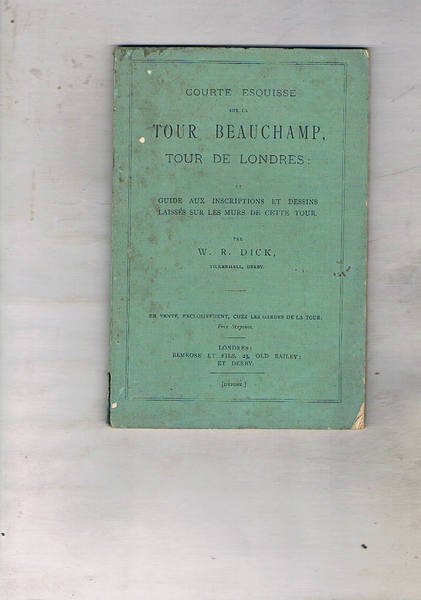 COURTE ESQUISSE
SUR LA
TOUR BEAUCHAMP,
TOUR DE LONDRES:
ET
GUIDE AUX INSCRIPTIONS ET DESSINS
LAISSÉS SUR LES MURS DE CETTE TOUR.
PAR
W. R. DICK,
TICKENHALL, DERBY.
EN VENTE, EXCLUSIVEMENT, CHEZ LES GARDES DE LA TOUR.
Prix Sixpence.
LONDRES:
BEMROSE ET FILS, 23, OLD BAILEY;
ET DERBY.
[DÉPOSÉ.]